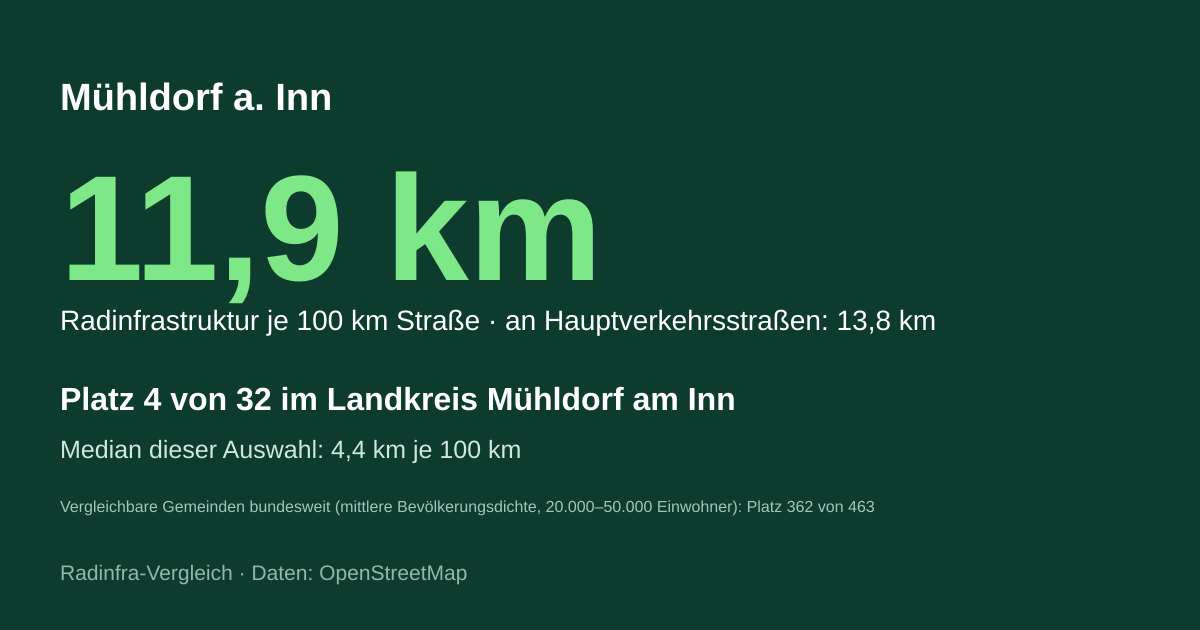 Mühldorf a. Inn
11,9 km
Radinfrastruktur je 100 km Straße · an Hauptverkehrsstraßen: 13,8 km
Platz 4 von 32 im Landkreis Mühldorf am Inn
Median dieser Auswahl: 4,4 km je 100 km
Vergleichbare Gemeinden bundesweit (mittlere Bevölkerungsdichte, 20.000–50.000 Einwohner): Platz 362 von 463
Radinfra-Vergleich · Daten: OpenStreetMap